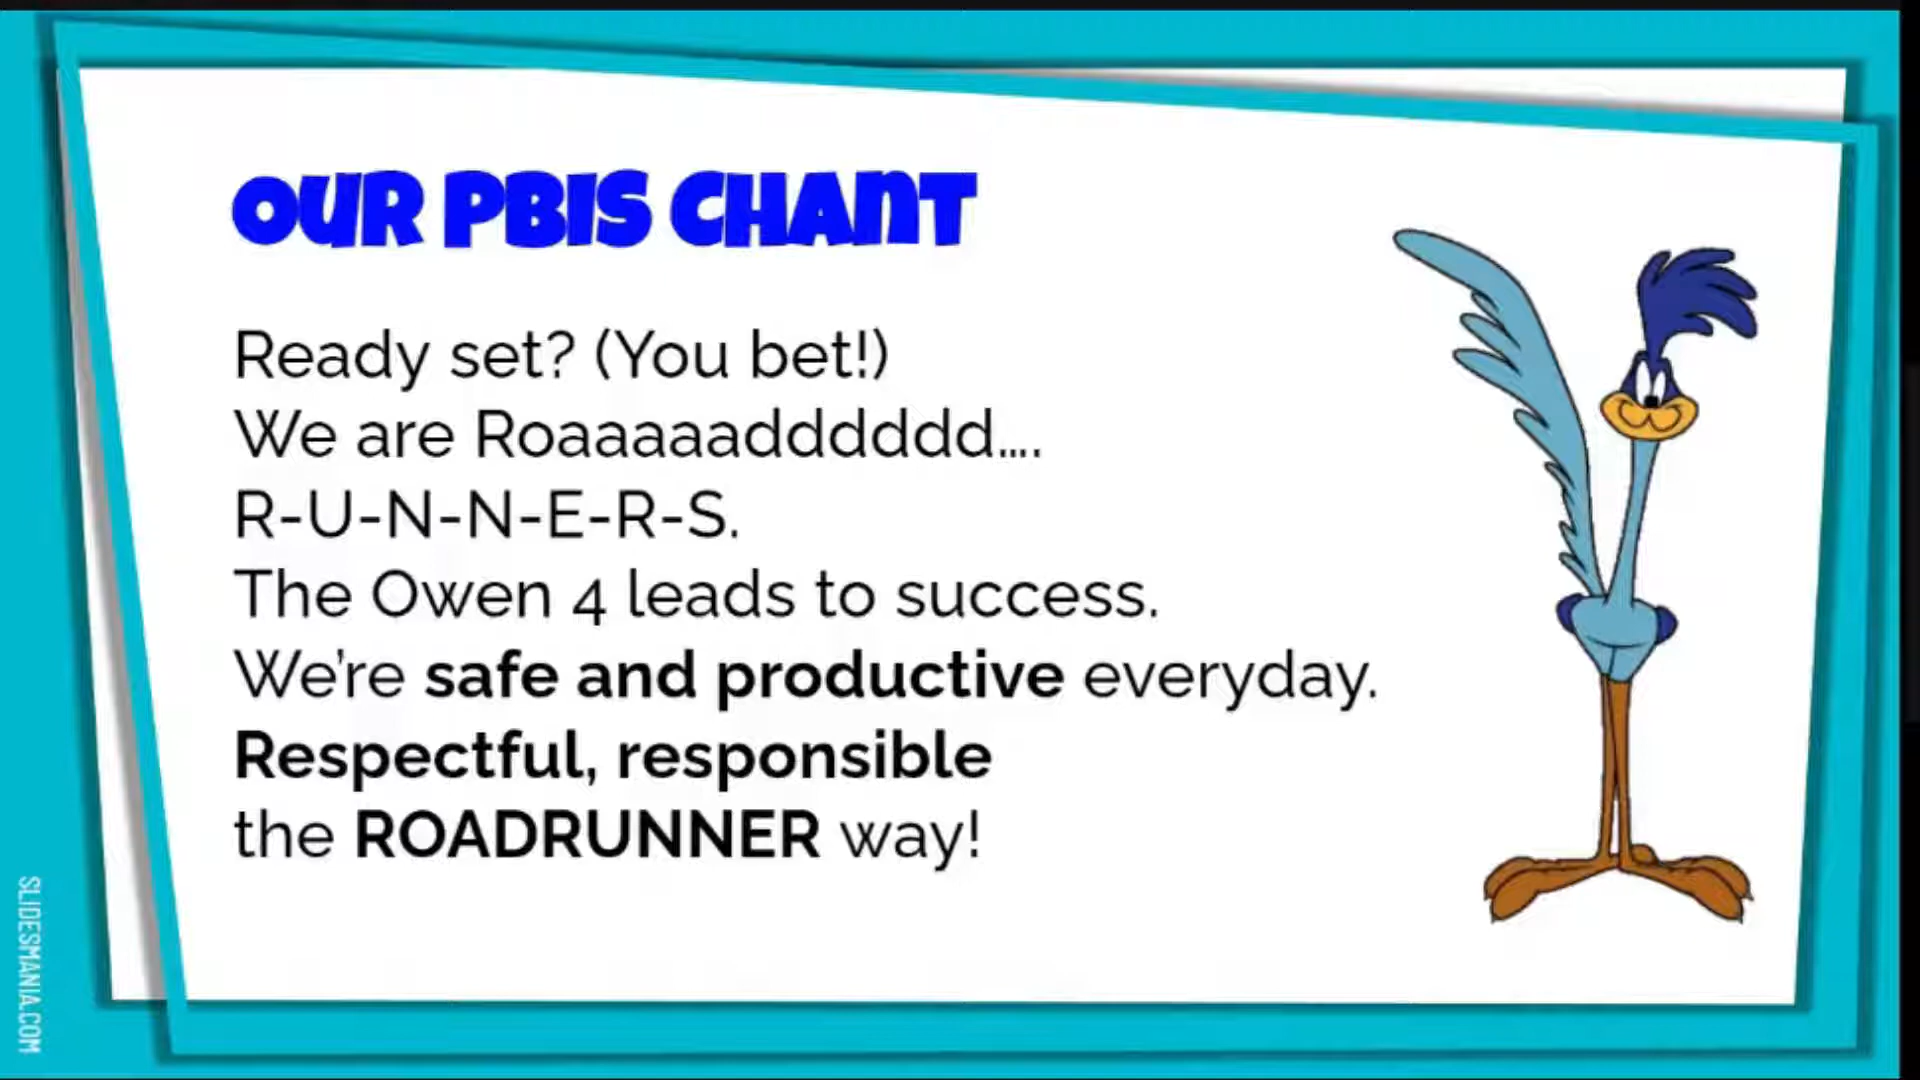 OUR PBIS CHANT
Ready set? (You bet!)
We are Roaaaaadddddd....
R-U-N-N-E-R-S.
The Owen 4 leads to success.
We're safe and productive everyday.
Respectful, responsible
the ROADRUNNER way!
SLIDESMANIA.COM